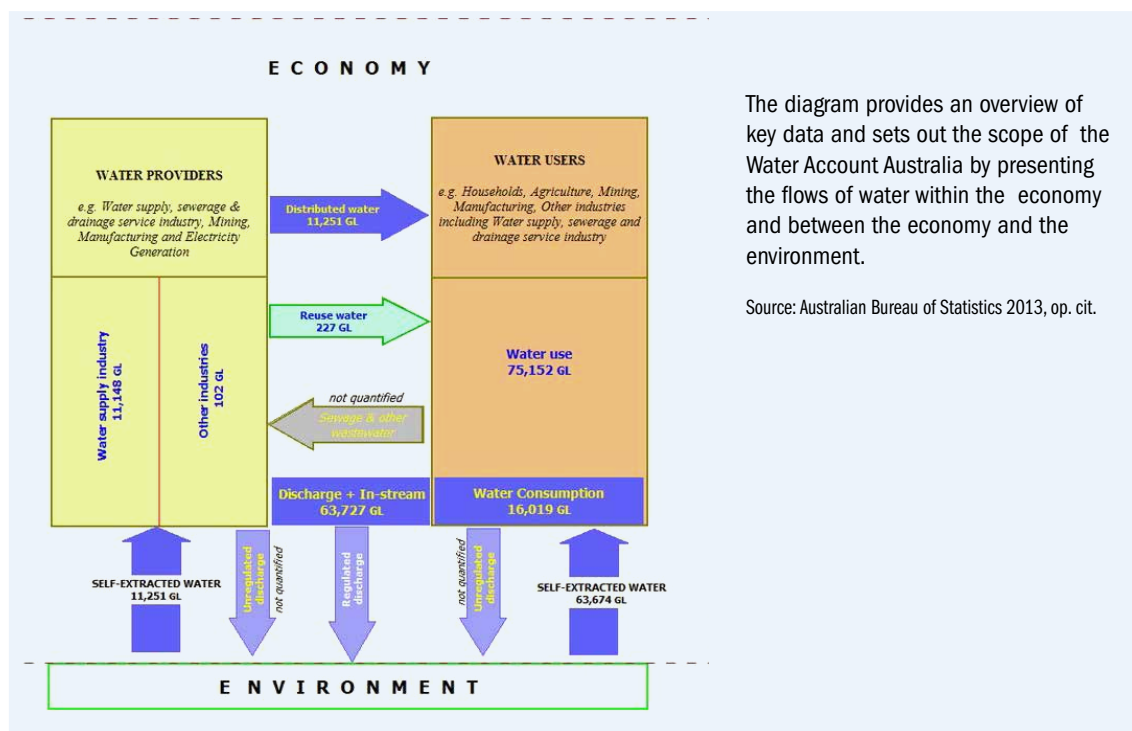 E C O N O M Y
WATER PROVIDERS
e.g. Water supply, sewerage &
drainage service industry, Mining,
Manufacturing and Electricity
Generation
Distributed water
11,251 GL
WATER USERS
e.g. Households, Agriculture, Mining,
Manufacturing, Other industries
including Water supply, sewerage and
drainage service industry
Water supply industry
11,148 GL
Other industries
102 GL
Reuse water
227 GL
Water use
75,152 GL
not quantified
Sewage & other
wastewater
Discharge + In-stream
63,727 GL
Water Consumption
16,019 GL
SELF-EXTRACTED WATER
11,251 GL
Unregulated
discharge
not quantified
Regulated
discharge
not quantified
Unregulated
discharge
SELF-EXTRACTED WATER
63,674 GL
E N V I R O N M E N T
The diagram provides an overview of
key data and sets out the scope of the
Water Account Australia by presenting
the flows of water within the economy
and between the economy and the
environment.
Source: Australian Bureau of Statistics 2013, op. cit.